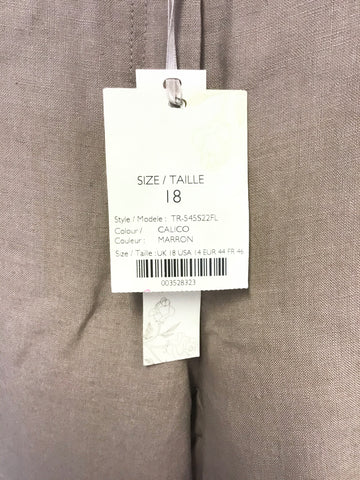 SIZE / TAILLE
18
Style / Modele : TR-545S22FL
Colour / CALICO
Couleur : MARRON
Size / Taille : UK 18 USA 14 EUR 44 FR 46
003528323